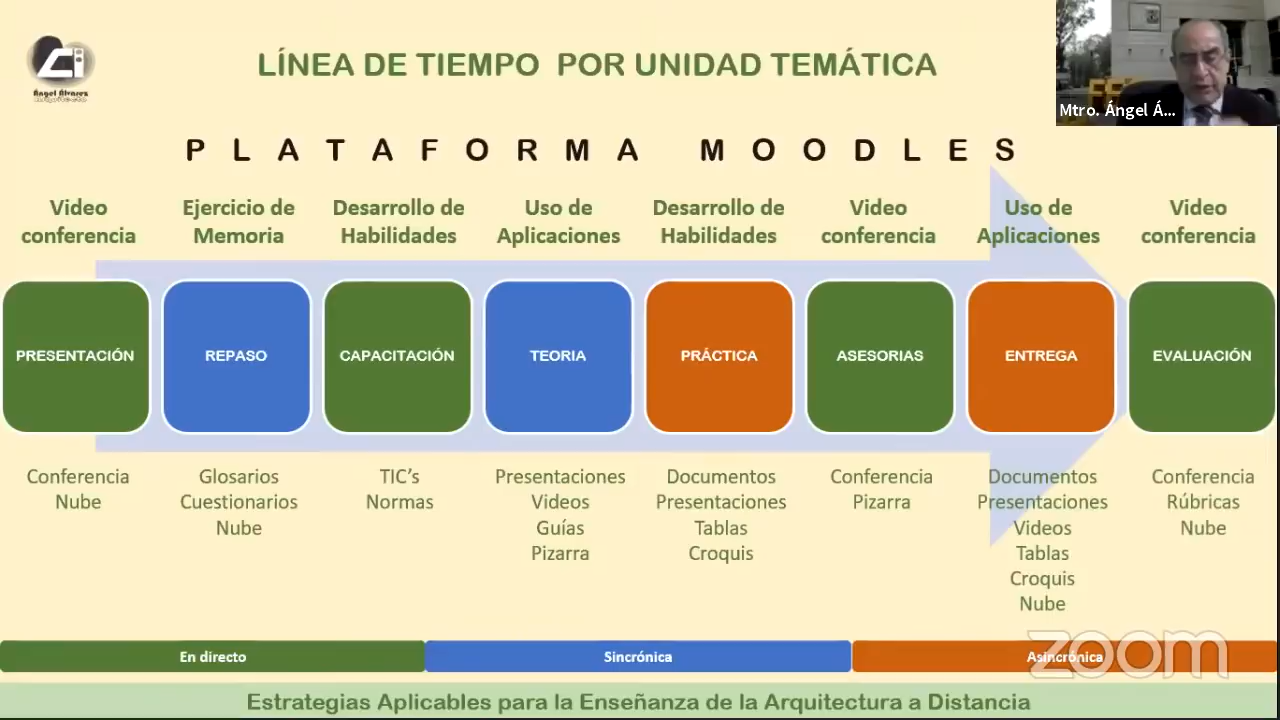 Ángel Álvarez
Arquitecto
LÍNEA DE TIEMPO POR UNIDAD TEMÁTICA
Mtro. Ángel Á...
PLATAFORMA MOODLES
Video
conferencia
Ejercicio de
Memoria
Desarrollo de
Habilidades
Uso de
Aplicaciones
Desarrollo de
Habilidades
Video
conferencia
Uso de
Aplicaciones
Video
conferencia
PRESENTACIÓN
REPASO
CAPACITACIÓN
TEORIA
PRÁCTICA
ASESORIAS
ENTREGA
EVALUACIÓN
Conferencia
Nube
Glosarios
Cuestionarios
Nube
TIC’s
Normas
Presentaciones
Videos
Guías
Pizarra
Documentos
Presentaciones
Tablas
Croquis
Conferencia
Pizarra
Documentos
Presentaciones
Videos
Tablas
Croquis
Nube
Conferencia
Rúbricas
Nube
En directo
Sincrónica
Asincrónica
zoom
Estrategias Aplicables para la Enseñanza de la Arquitectura a Distancia